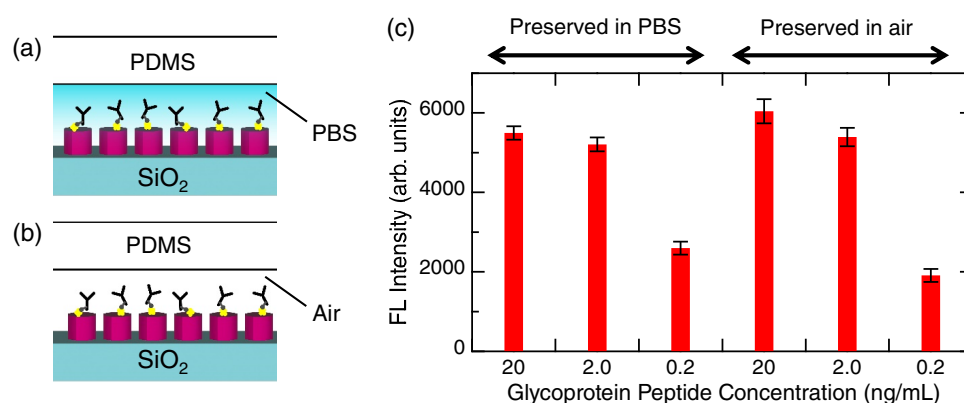 (a)
PDMS
PBS
SiO₂
(b)
PDMS
Air
SiO₂
(c)
Preserved in PBS
Preserved in air
FL Intensity (arb. units)
6000
4000
2000
0
20 2.0 0.2 20 2.0 0.2
Glycoprotein Peptide Concentration (ng/mL)